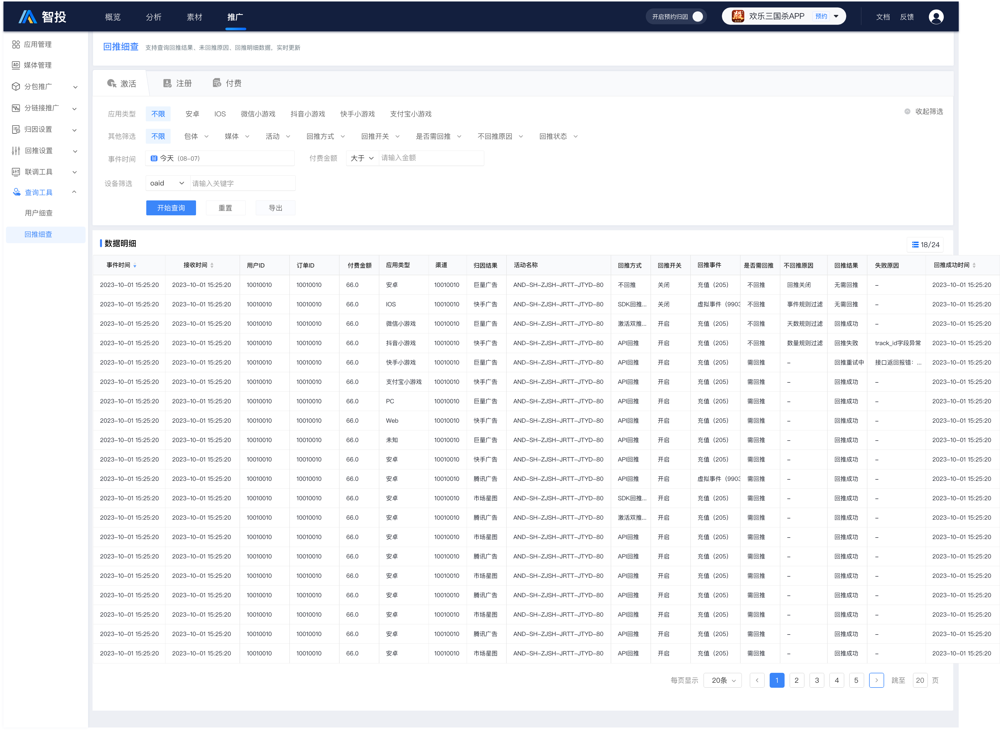 智投 概览 分析 素材 推广 开启预约归因 欢乐三国杀APP 预约 文档 反馈
应用管理
媒体管理
分包推广
分链接推广
归因设置
回推设置
联调工具
查询工具
用户细查
回推细查
回推细查 支持查询回推结果、未回推原因、回推明细数据，实时更新
激活 注册 付费
应用类型 不限 安卓 IOS 微信小游戏 抖音小游戏 快手小游戏 支付宝小游戏 收起筛选
其他筛选 不限 包体 媒体 活动 回推方式 回推开关 是否需回推 不回推原因 回推状态
事件时间 今天（08-07） 付费金额 大于 请输入金额
设备筛选 oaid 请输入关键字
开始查询 重置 导出
数据明细 18/24
事件时间 接收时间 用户ID 订单ID 付费金额 应用类型 渠道 归因结果 活动名称 回推方式 回推开关 回推事件 是否需回推 不回推原因 回推结果 失败原因 回推成功时间
2023-10-01 15:25:20 2023-10-01 15:25:20 10010010 10010010 66.0 安卓 10010010 巨量广告 AND-SH-ZJSH-JRTT-JTYD-80 不回推 关闭 充值（205） 不回推 回推关闭 无需回推 - 2023-10-01 15:25:20
2023-10-01 15:25:20 2023-10-01 15:25:20 10010010 10010010 66.0 IOS 10010010 快手广告 AND-SH-ZJSH-JRTT-JTYD-80 SDK回推... 关闭 虚拟事件（9903 不回推 事件规则过滤 无需回推 - 2023-10-01 15:25:20
2023-10-01 15:25:20 2023-10-01 15:25:20 10010010 10010010 66.0 微信小游戏 10010010 巨量广告 AND-SH-ZJSH-JRTT-JTYD-80 激活双推... 开启 充值（205） 不回推 天数规则过滤 回推成功 - 2023-10-01 15:25:20
2023-10-01 15:25:20 2023-10-01 15:25:20 10010010 10010010 66.0 抖音小游戏 10010010 快手广告 AND-SH-ZJSH-JRTT-JTYD-80 API回推 开启 充值（205） 不回推 数量规则过滤 回推失败 track_id字段异常 2023-10-01 15:25:20
2023-10-01 15:25:20 2023-10-01 15:25:20 10010010 10010010 66.0 快手小游戏 10010010 巨量广告 AND-SH-ZJSH-JRTT-JTYD-80 API回推 开启 充值（205） 需回推 - 回推重试中 接口返回报错：... 2023-10-01 15:25:20
2023-10-01 15:25:20 2023-10-01 15:25:20 10010010 10010010 66.0 支付宝小游戏 10010010 快手广告 AND-SH-ZJSH-JRTT-JTYD-80 API回推 开启 充值（205） 需回推 - 回推成功 - 2023-10-01 15:25:20
2023-10-01 15:25:20 2023-10-01 15:25:20 10010010 10010010 66.0 PC 10010010 巨量广告 AND-SH-ZJSH-JRTT-JTYD-80 API回推 开启 充值（205） 需回推 - 回推成功 - 2023-10-01 15:25:20
2023-10-01 15:25:20 2023-10-01 15:25:20 10010010 10010010 66.0 Web 10010010 快手广告 AND-SH-ZJSH-JRTT-JTYD-80 API回推 开启 充值（205） 需回推 - 回推成功 - 2023-10-01 15:25:20
2023-10-01 15:25:20 2023-10-01 15:25:20 10010010 10010010 66.0 未知 10010010 巨量广告 AND-SH-ZJSH-JRTT-JTYD-80 API回推 开启 充值（205） 需回推 - 回推成功 - 2023-10-01 15:25:20
2023-10-01 15:25:20 2023-10-01 15:25:20 10010010 10010010 66.0 安卓 10010010 快手广告 AND-SH-ZJSH-JRTT-JTYD-80 API回推 开启 充值（205） 需回推 - 回推成功 - 2023-10-01 15:25:20
2023-10-01 15:25:20 2023-10-01 15:25:20 10010010 10010010 66.0 安卓 10010010 腾讯广告 AND-SH-ZJSH-JRTT-JTYD-80 API回推 开启 虚拟事件（9903 需回推 - 回推成功 - 2023-10-01 15:25:20
2023-10-01 15:25:20 2023-10-01 15:25:20 10010010 10010010 66.0 安卓 10010010 市场星图 AND-SH-ZJSH-JRTT-JTYD-80 SDK回推... 开启 充值（205） 需回推 - 回推成功 - 2023-10-01 15:25:20
2023-10-01 15:25:20 2023-10-01 15:25:20 10010010 10010010 66.0 安卓 10010010 腾讯广告 AND-SH-ZJSH-JRTT-JTYD-80 激活双推... 开启 充值（205） 需回推 - 回推成功 - 2023-10-01 15:25:20
2023-10-01 15:25:20 2023-10-01 15:25:20 10010010 10010010 66.0 安卓 10010010 市场星图 AND-SH-ZJSH-JRTT-JTYD-80 API回推 开启 充值（205） 需回推 - 回推成功 - 2023-10-01 15:25:20
2023-10-01 15:25:20 2023-10-01 15:25:20 10010010 10010010 66.0 安卓 10010010 腾讯广告 AND-SH-ZJSH-JRTT-JTYD-80 API回推 开启 充值（205） 需回推 - 回推成功 - 2023-10-01 15:25:20
2023-10-01 15:25:20 2023-10-01 15:25:20 10010010 10010010 66.0 安卓 10010010 市场星图 AND-SH-ZJSH-JRTT-JTYD-80 API回推 开启 充值（205） 需回推 - 回推成功 - 2023-10-01 15:25:20
2023-10-01 15:25:20 2023-10-01 15:25:20 10010010 10010010 66.0 安卓 10010010 腾讯广告 AND-SH-ZJSH-JRTT-JTYD-80 API回推 开启 充值（205） 需回推 - 回推成功 - 2023-10-01 15:25:20
2023-10-01 15:25:20 2023-10-01 15:25:20 10010010 10010010 66.0 安卓 10010010 市场星图 AND-SH-ZJSH-JRTT-JTYD-80 API回推 开启 充值（205） 需回推 - 回推成功 - 2023-10-01 15:25:20
2023-10-01 15:25:20 2023-10-01 15:25:20 10010010 10010010 66.0 安卓 10010010 腾讯广告 AND-SH-ZJSH-JRTT-JTYD-80 API回推 开启 充值（205） 需回推 - 回推成功 - 2023-10-01 15:25:20
2023-10-01 15:25:20 2023-10-01 15:25:20 10010010 10010010 66.0 安卓 10010010 市场星图 AND-SH-ZJSH-JRTT-JTYD-80 API回推 开启 充值（205） 需回推 - 回推成功 - 2023-10-01 15:25:20
每页显示 20条 1 2 3 4 5 跳至 20 页